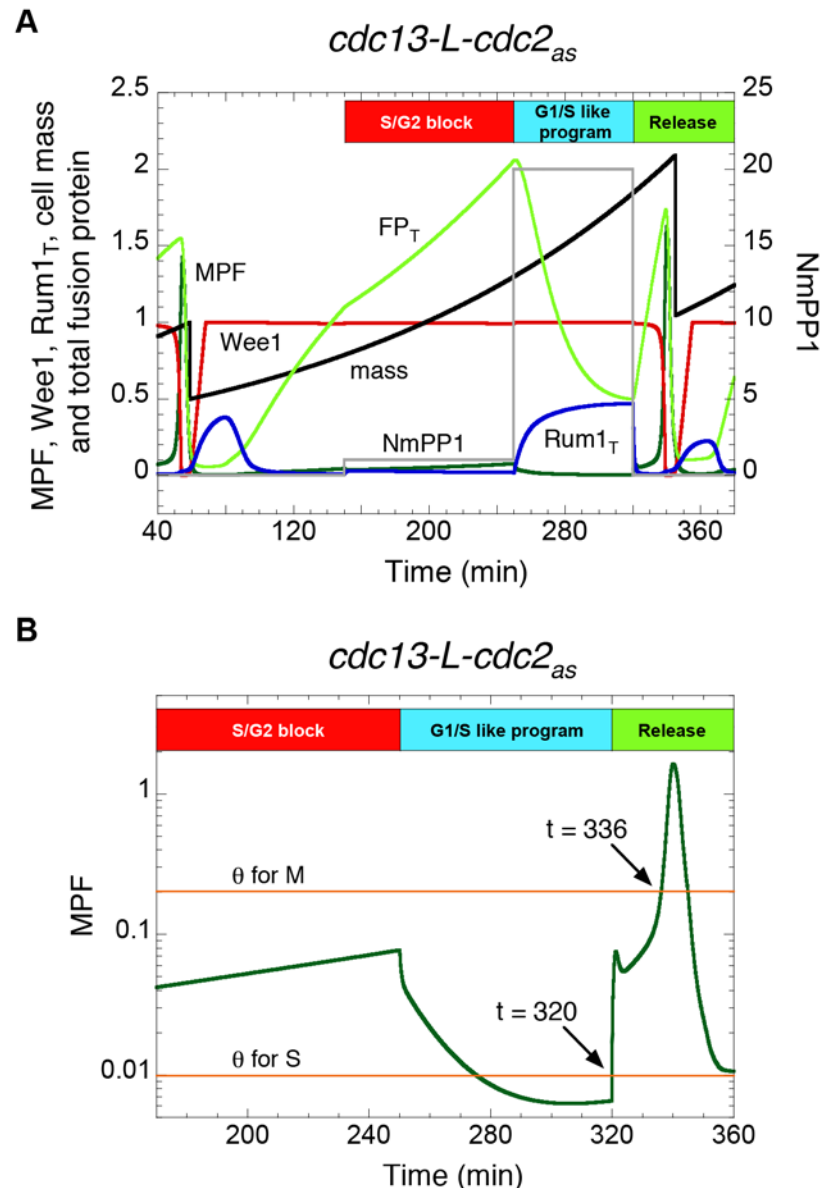 A
cdc13-L-cdc2as
MPF, Wee1, Rum1T, cell mass
and total fusion protein
2.5
2
1.5
1
0.5
0
25
20
15
10
5
0
NmPP1
S/G2 block
G1/S like
program
Release
FPT
MPF
Wee1
mass
NmPP1
Rum1T
40
120
200
280
360
Time (min)
B
cdc13-L-cdc2as
S/G2 block
G1/S like program
Release
MPF
1
0.1
0.01
t = 336
θ for M
t = 320
θ for S
200
240
280
320
360
Time (min)